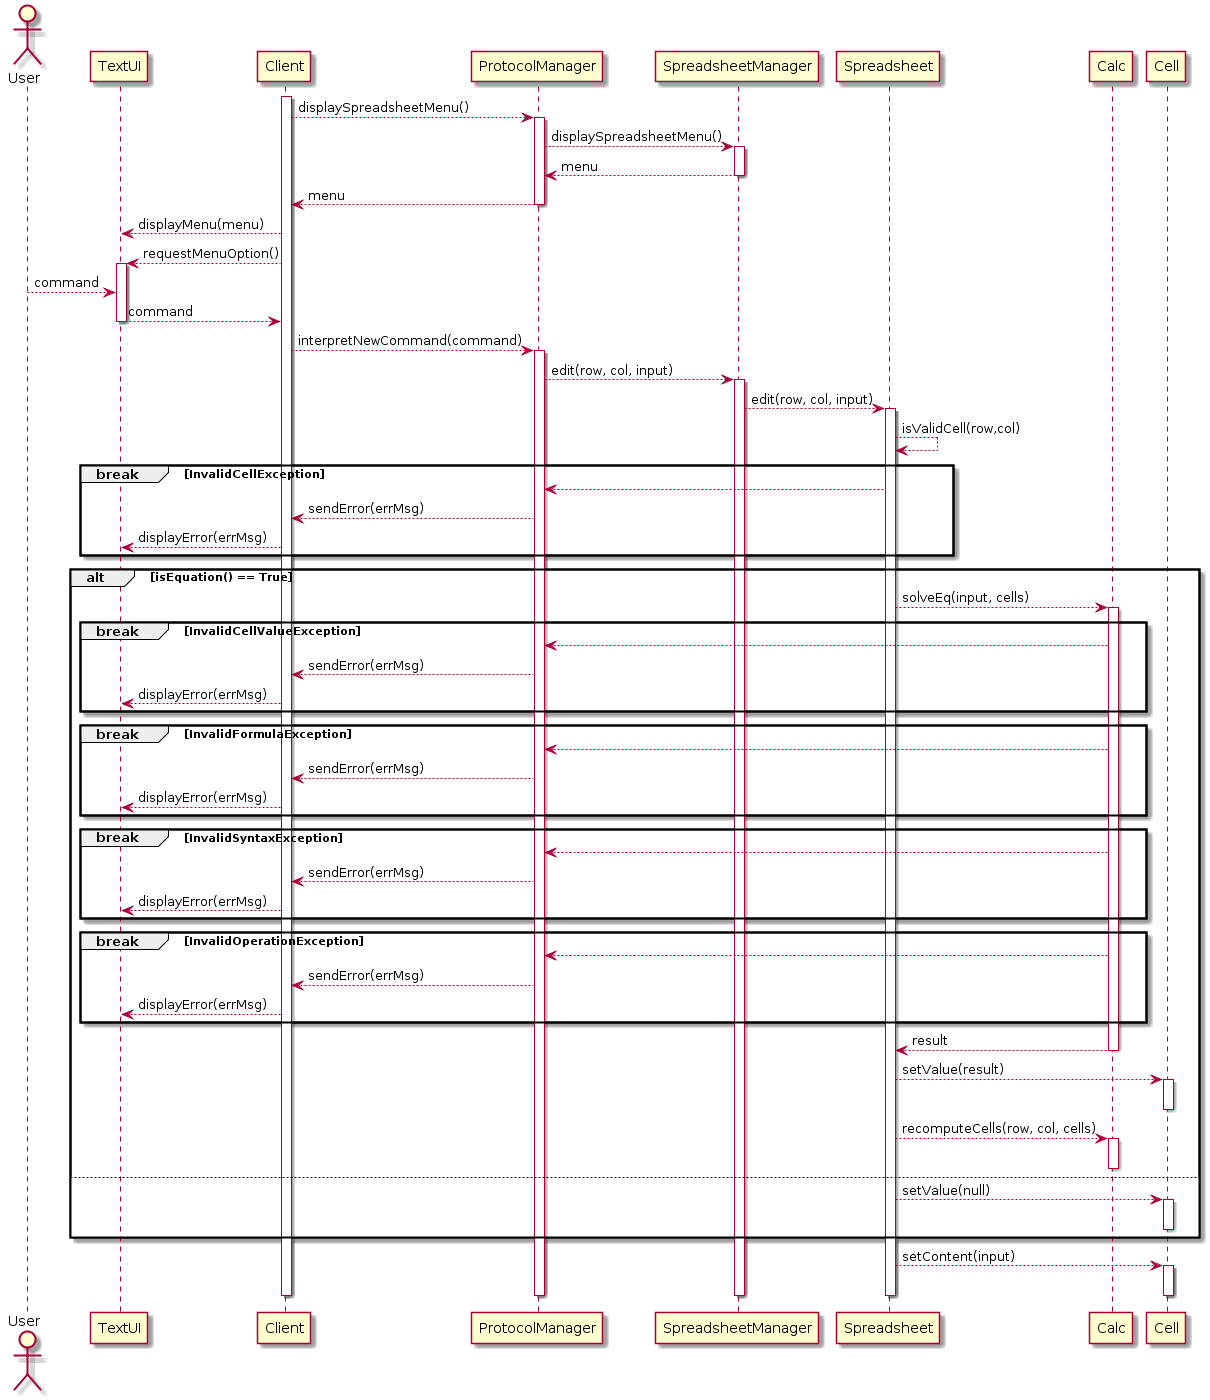 User
TextUI
Client
ProtocolManager
SpreadsheetManager
Spreadsheet
Calc
Cell
displaySpreadsheetMenu()
displaySpreadsheetMenu()
menu
menu
displayMenu(menu)
requestMenuOption()
command
command
interpretNewCommand(command)
edit(row, col, input)
edit(row, col, input)
isValidCell(row,col)
break [InvalidCellException]
sendError(errMsg)
displayError(errMsg)
alt [isEquation() == True]
solveEq(input, cells)
break [InvalidCellValueException]
sendError(errMsg)
displayError(errMsg)
break [InvalidFormulaException]
sendError(errMsg)
displayError(errMsg)
break [InvalidSyntaxException]
sendError(errMsg)
displayError(errMsg)
break [InvalidOperationException]
sendError(errMsg)
displayError(errMsg)
result
setValue(result)
recomputeCells(row, col, cells)
setValue(null)
setContent(input)
User
TextUI
Client
ProtocolManager
SpreadsheetManager
Spreadsheet
Calc
Cell